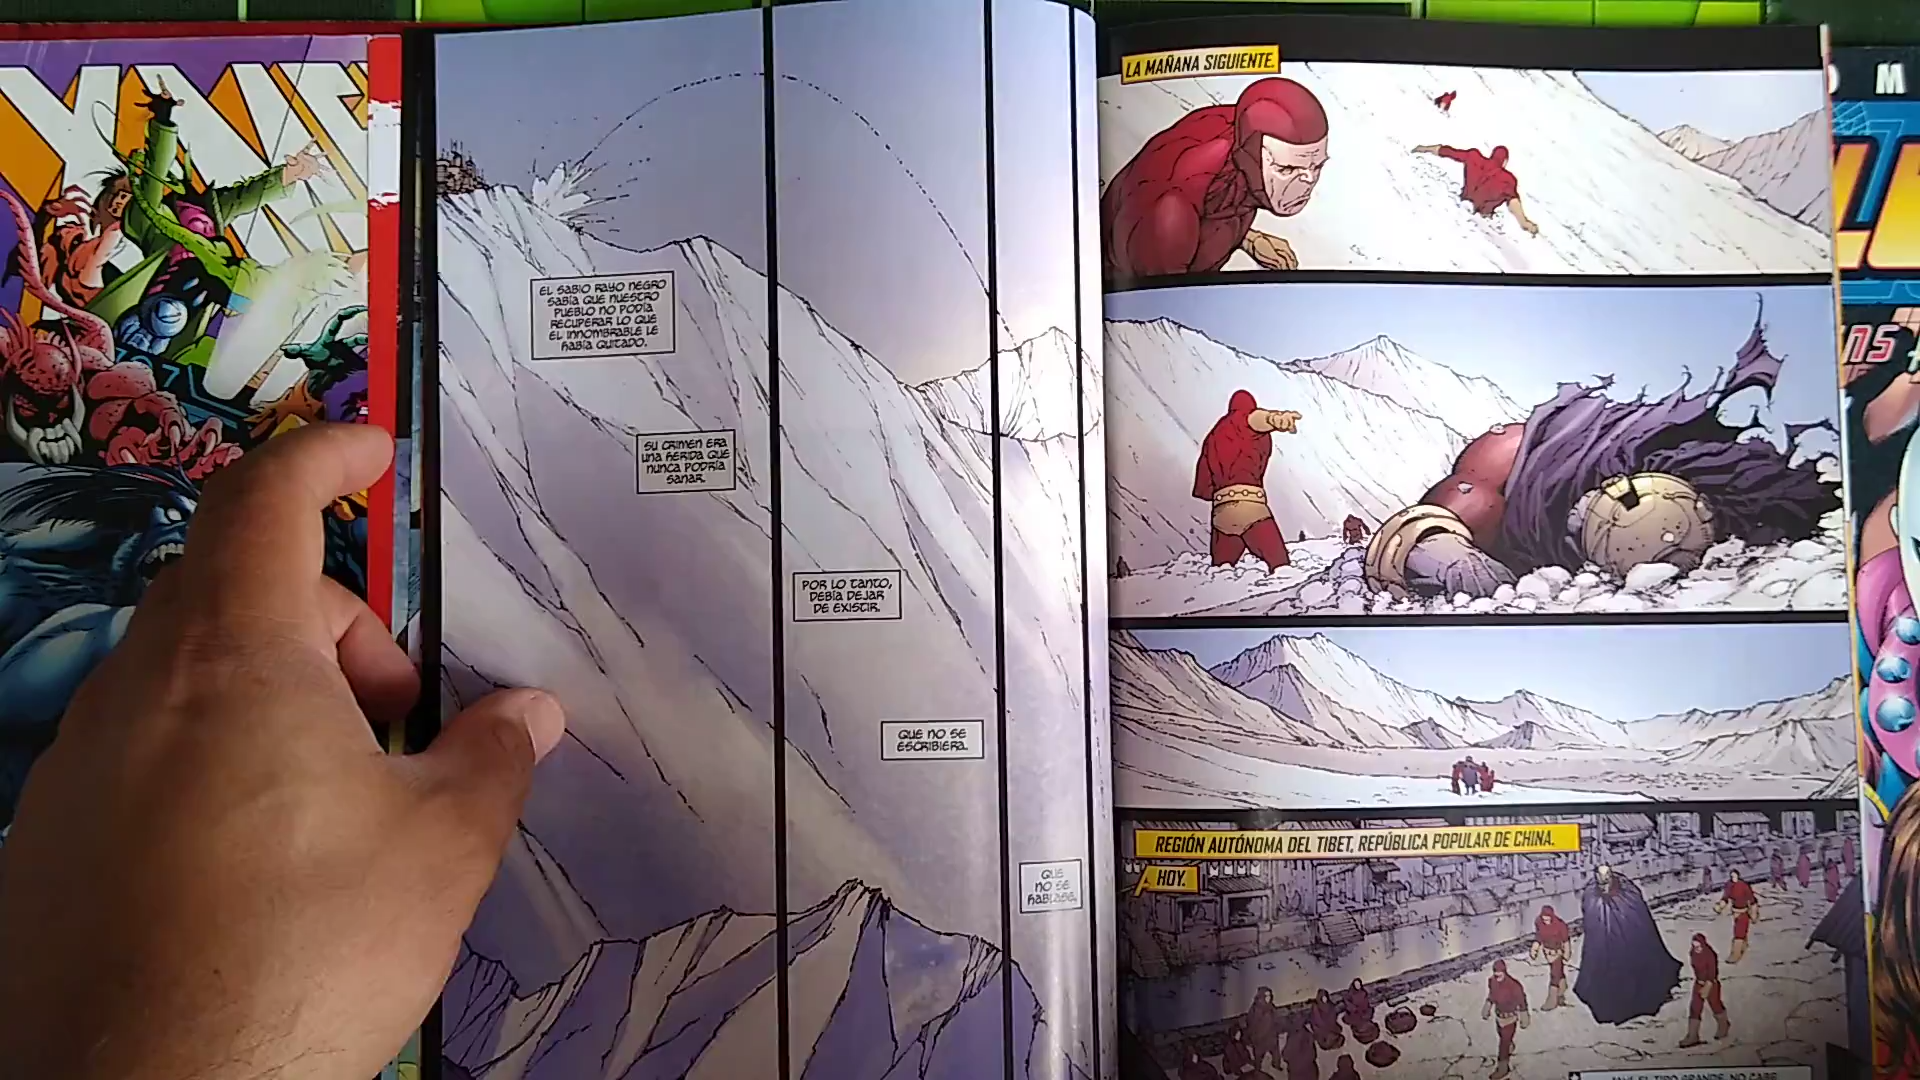 X-MEN
EL SABIO RAYO NEGRO
SABÍA QUE NUESTRO
PUEBLO NO PODÍA
RECUPERAR LO QUE
EL INNOMBRABLE LE
HABÍA QUITADO.
SU CRIMEN ERA
UNA HERIDA QUE
NUNCA PODRÍA
SANAR.
POR LO TANTO,
DEBÍA DEJAR
DE EXISTIR.
QUE NO SE
ESCRIBIERA.
QUE
NO SE
HABLASE.
LA MAÑANA SIGUIENTE.
REGIÓN AUTÓNOMA DEL TIBET, REPÚBLICA POPULAR DE CHINA.
HOY.